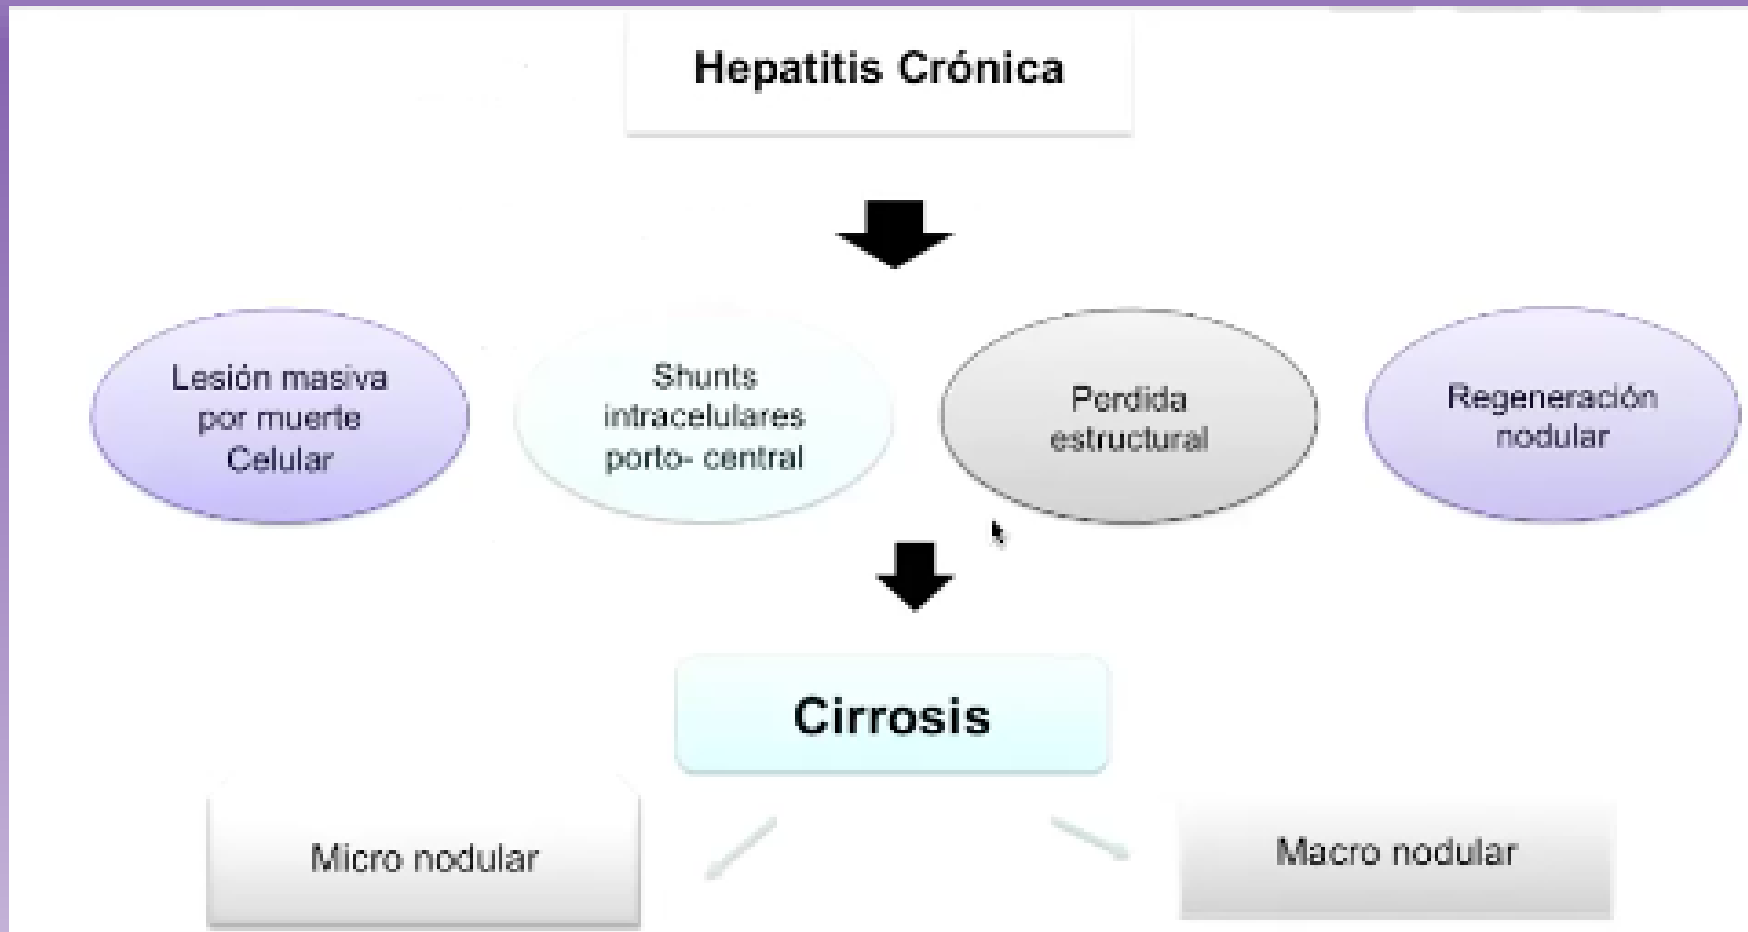 Hepatitis Crónica
Lesión masiva
por muerte
Celular
Shunts
intracelulares
porto- central
Perdida
estructural
Regeneración
nodular
Cirrosis
Micro nodular
Macro nodular